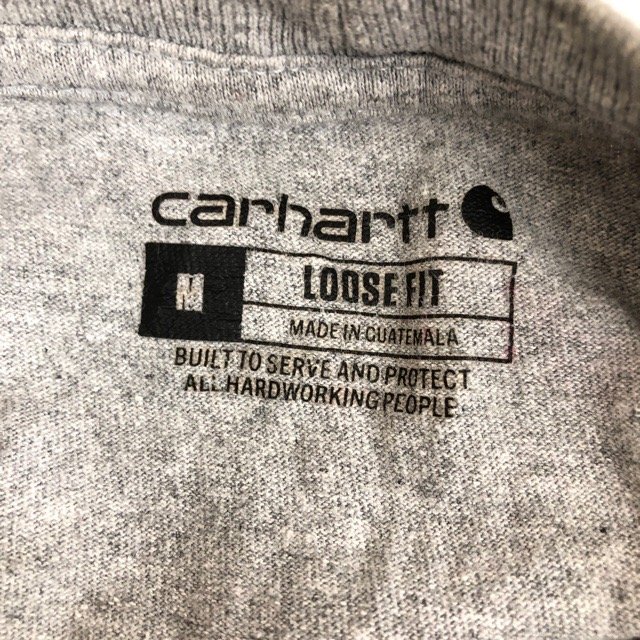 carhartt
M
LOOSE FIT
MADE IN GUATEMALA
BUILT TO SERVE AND PROTECT
ALL HARDWORKING PEOPLE